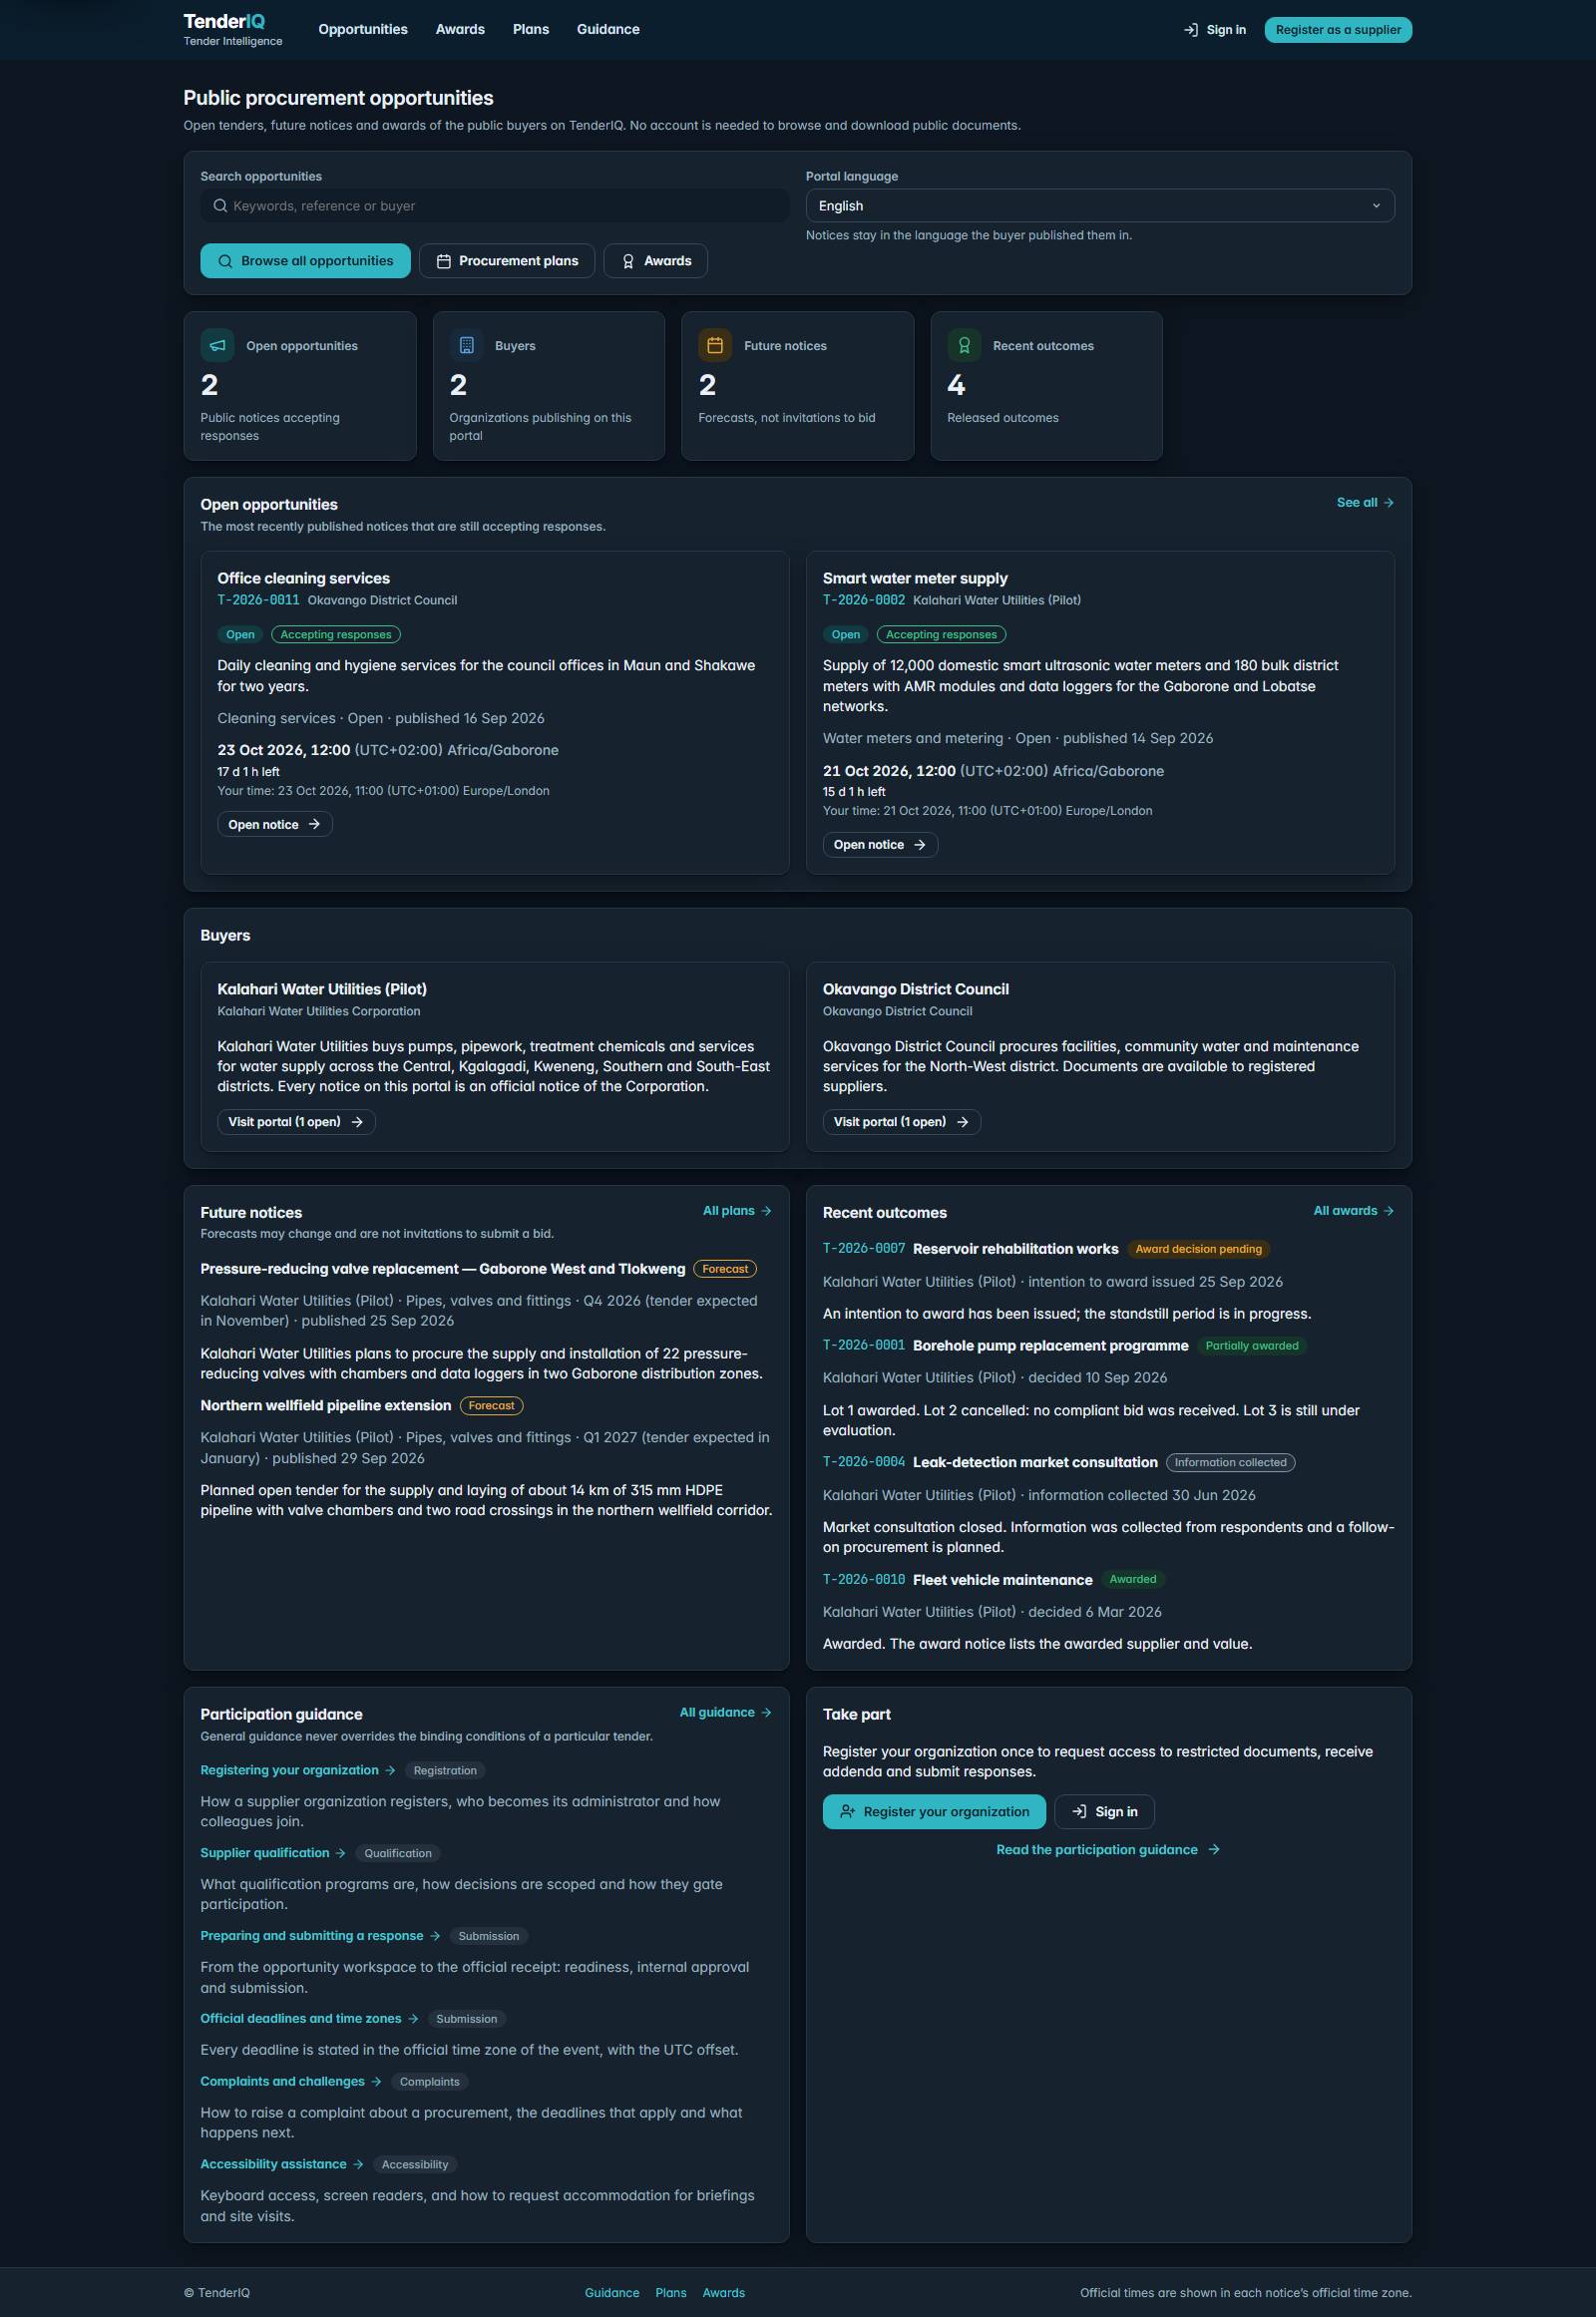 TenderIQ
Tender Intelligence
Opportunities Awards Plans Guidance
Sign in
Register as a supplier
Public procurement opportunities
Open tenders, future notices and awards of the public buyers on TenderIQ. No account is needed to browse and download public documents.
Search opportunities
Keywords, reference or buyer
Portal language
English
Notices stay in the language the buyer published them in.
Browse all opportunities
Procurement plans
Awards
Open opportunities
2
Public notices accepting
responses
Buyers
2
Organizations publishing on this
portal
Future notices
2
Forecasts, not invitations to bid
Recent outcomes
4
Released outcomes
Open opportunities
See all
The most recently published notices that are still accepting responses.
Office cleaning services
T-2026-0011 Okavango District Council
Open Accepting responses
Daily cleaning and hygiene services for the council offices in Maun and Shakawe
for two years.
Cleaning services · Open · published 16 Sep 2026
23 Oct 2026, 12:00 (UTC+02:00) Africa/Gaborone
17 d 1 h left
Your time: 23 Oct 2026, 11:00 (UTC+01:00) Europe/London
Open notice
Smart water meter supply
T-2026-0002 Kalahari Water Utilities (Pilot)
Open Accepting responses
Supply of 12,000 domestic smart ultrasonic water meters and 180 bulk district
meters with AMR modules and data loggers for the Gaborone and Lobatse
networks.
Water meters and metering · Open · published 14 Sep 2026
21 Oct 2026, 12:00 (UTC+02:00) Africa/Gaborone
15 d 1 h left
Your time: 21 Oct 2026, 11:00 (UTC+01:00) Europe/London
Open notice
Buyers
Kalahari Water Utilities (Pilot)
Kalahari Water Utilities Corporation
Kalahari Water Utilities buys pumps, pipework, treatment chemicals and services
for water supply across the Central, Kgalagadi, Kweneng, Southern and South-East
districts. Every notice on this portal is an official notice of the Corporation.
Visit portal (1 open)
Okavango District Council
Okavango District Council
Okavango District Council procures facilities, community water and maintenance
services for the North-West district. Documents are available to registered
suppliers.
Visit portal (1 open)
Future notices
All plans
Forecasts may change and are not invitations to submit a bid.
Pressure-reducing valve replacement — Gaborone West and Tlokweng Forecast
Kalahari Water Utilities (Pilot) · Pipes, valves and fittings · Q4 2026 (tender expected
in November) · published 25 Sep 2026
Kalahari Water Utilities plans to procure the supply and installation of 22 pressure-
reducing valves with chambers and data loggers in two Gaborone distribution zones.
Northern wellfield pipeline extension Forecast
Kalahari Water Utilities (Pilot) · Pipes, valves and fittings · Q1 2027 (tender expected in
January) · published 29 Sep 2026
Planned open tender for the supply and laying of about 14 km of 315 mm HDPE
pipeline with valve chambers and two road crossings in the northern wellfield corridor.
Recent outcomes
All awards
T-2026-0007 Reservoir rehabilitation works Award decision pending
Kalahari Water Utilities (Pilot) · intention to award issued 25 Sep 2026
An intention to award has been issued; the standstill period is in progress.
T-2026-0001 Borehole pump replacement programme Partially awarded
Kalahari Water Utilities (Pilot) · decided 10 Sep 2026
Lot 1 awarded. Lot 2 cancelled: no compliant bid was received. Lot 3 is still under
evaluation.
T-2026-0004 Leak-detection market consultation Information collected
Kalahari Water Utilities (Pilot) · information collected 30 Jun 2026
Market consultation closed. Information was collected from respondents and a follow-
on procurement is planned.
T-2026-0010 Fleet vehicle maintenance Awarded
Kalahari Water Utilities (Pilot) · decided 6 Mar 2026
Awarded. The award notice lists the awarded supplier and value.
Participation guidance
All guidance
General guidance never overrides the binding conditions of a particular tender.
Registering your organization Registration
How a supplier organization registers, who becomes its administrator and how
colleagues join.
Supplier qualification Qualification
What qualification programs are, how decisions are scoped and how they gate
participation.
Preparing and submitting a response Submission
From the opportunity workspace to the official receipt: readiness, internal approval
and submission.
Official deadlines and time zones Submission
Every deadline is stated in the official time zone of the event, with the UTC offset.
Complaints and challenges Complaints
How to raise a complaint about a procurement, the deadlines that apply and what
happens next.
Accessibility assistance Accessibility
Keyboard access, screen readers, and how to request accommodation for briefings
and site visits.
Take part
Register your organization once to request access to restricted documents, receive
addenda and submit responses.
Register your organization
Sign in
Read the participation guidance
© TenderIQ
Guidance Plans Awards
Official times are shown in each notice's official time zone.